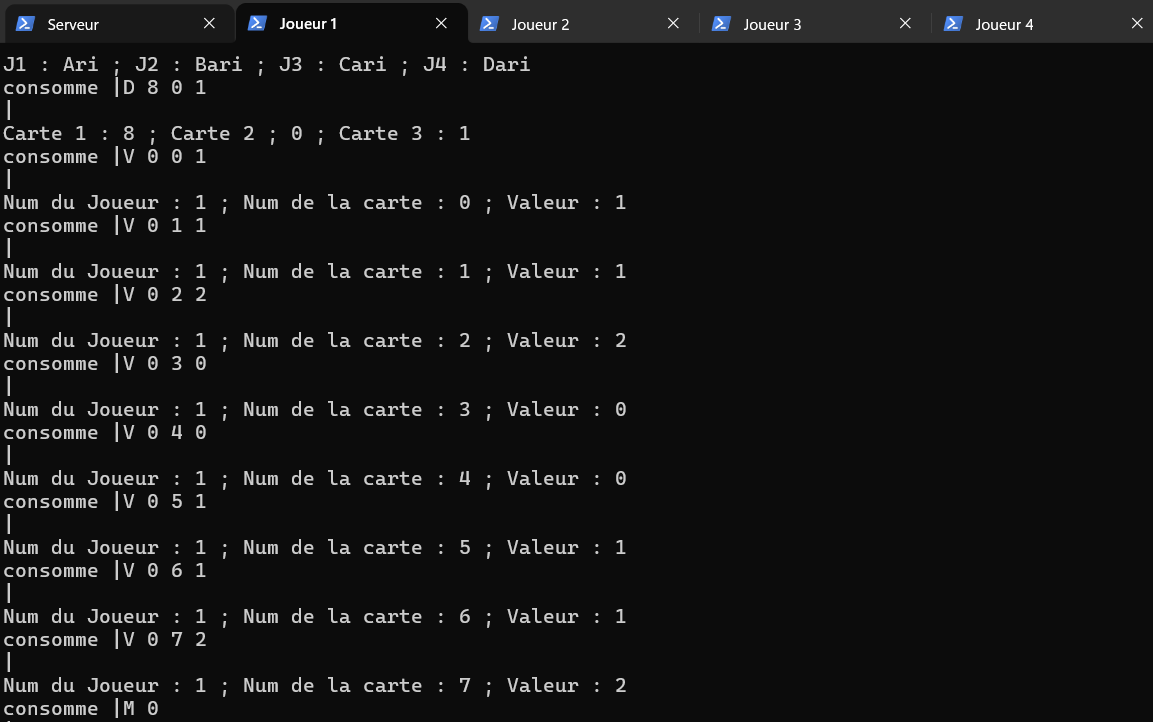 Serveur
Joueur 1
Joueur 2
Joueur 3
Joueur 4
J1 : Ari ; J2 : Bari ; J3 : Cari ; J4 : Dari
consomme |D 8 0 1
|
Carte 1 : 8 ; Carte 2 ; 0 ; Carte 3 : 1
consomme |V 0 0 1
|
Num du Joueur : 1 ; Num de la carte : 0 ; Valeur : 1
consomme |V 0 1 1
|
Num du Joueur : 1 ; Num de la carte : 1 ; Valeur : 1
consomme |V 0 2 2
|
Num du Joueur : 1 ; Num de la carte : 2 ; Valeur : 2
consomme |V 0 3 0
|
Num du Joueur : 1 ; Num de la carte : 3 ; Valeur : 0
consomme |V 0 4 0
|
Num du Joueur : 1 ; Num de la carte : 4 ; Valeur : 0
consomme |V 0 5 1
|
Num du Joueur : 1 ; Num de la carte : 5 ; Valeur : 1
consomme |V 0 6 1
|
Num du Joueur : 1 ; Num de la carte : 6 ; Valeur : 1
consomme |V 0 7 2
|
Num du Joueur : 1 ; Num de la carte : 7 ; Valeur : 2
consomme |M 0